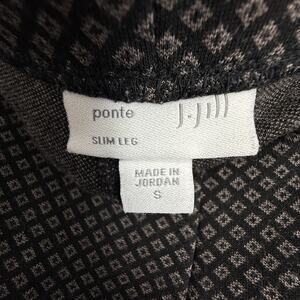 ponte J.Jill
SLIM LEG
MADE IN
JORDAN
S